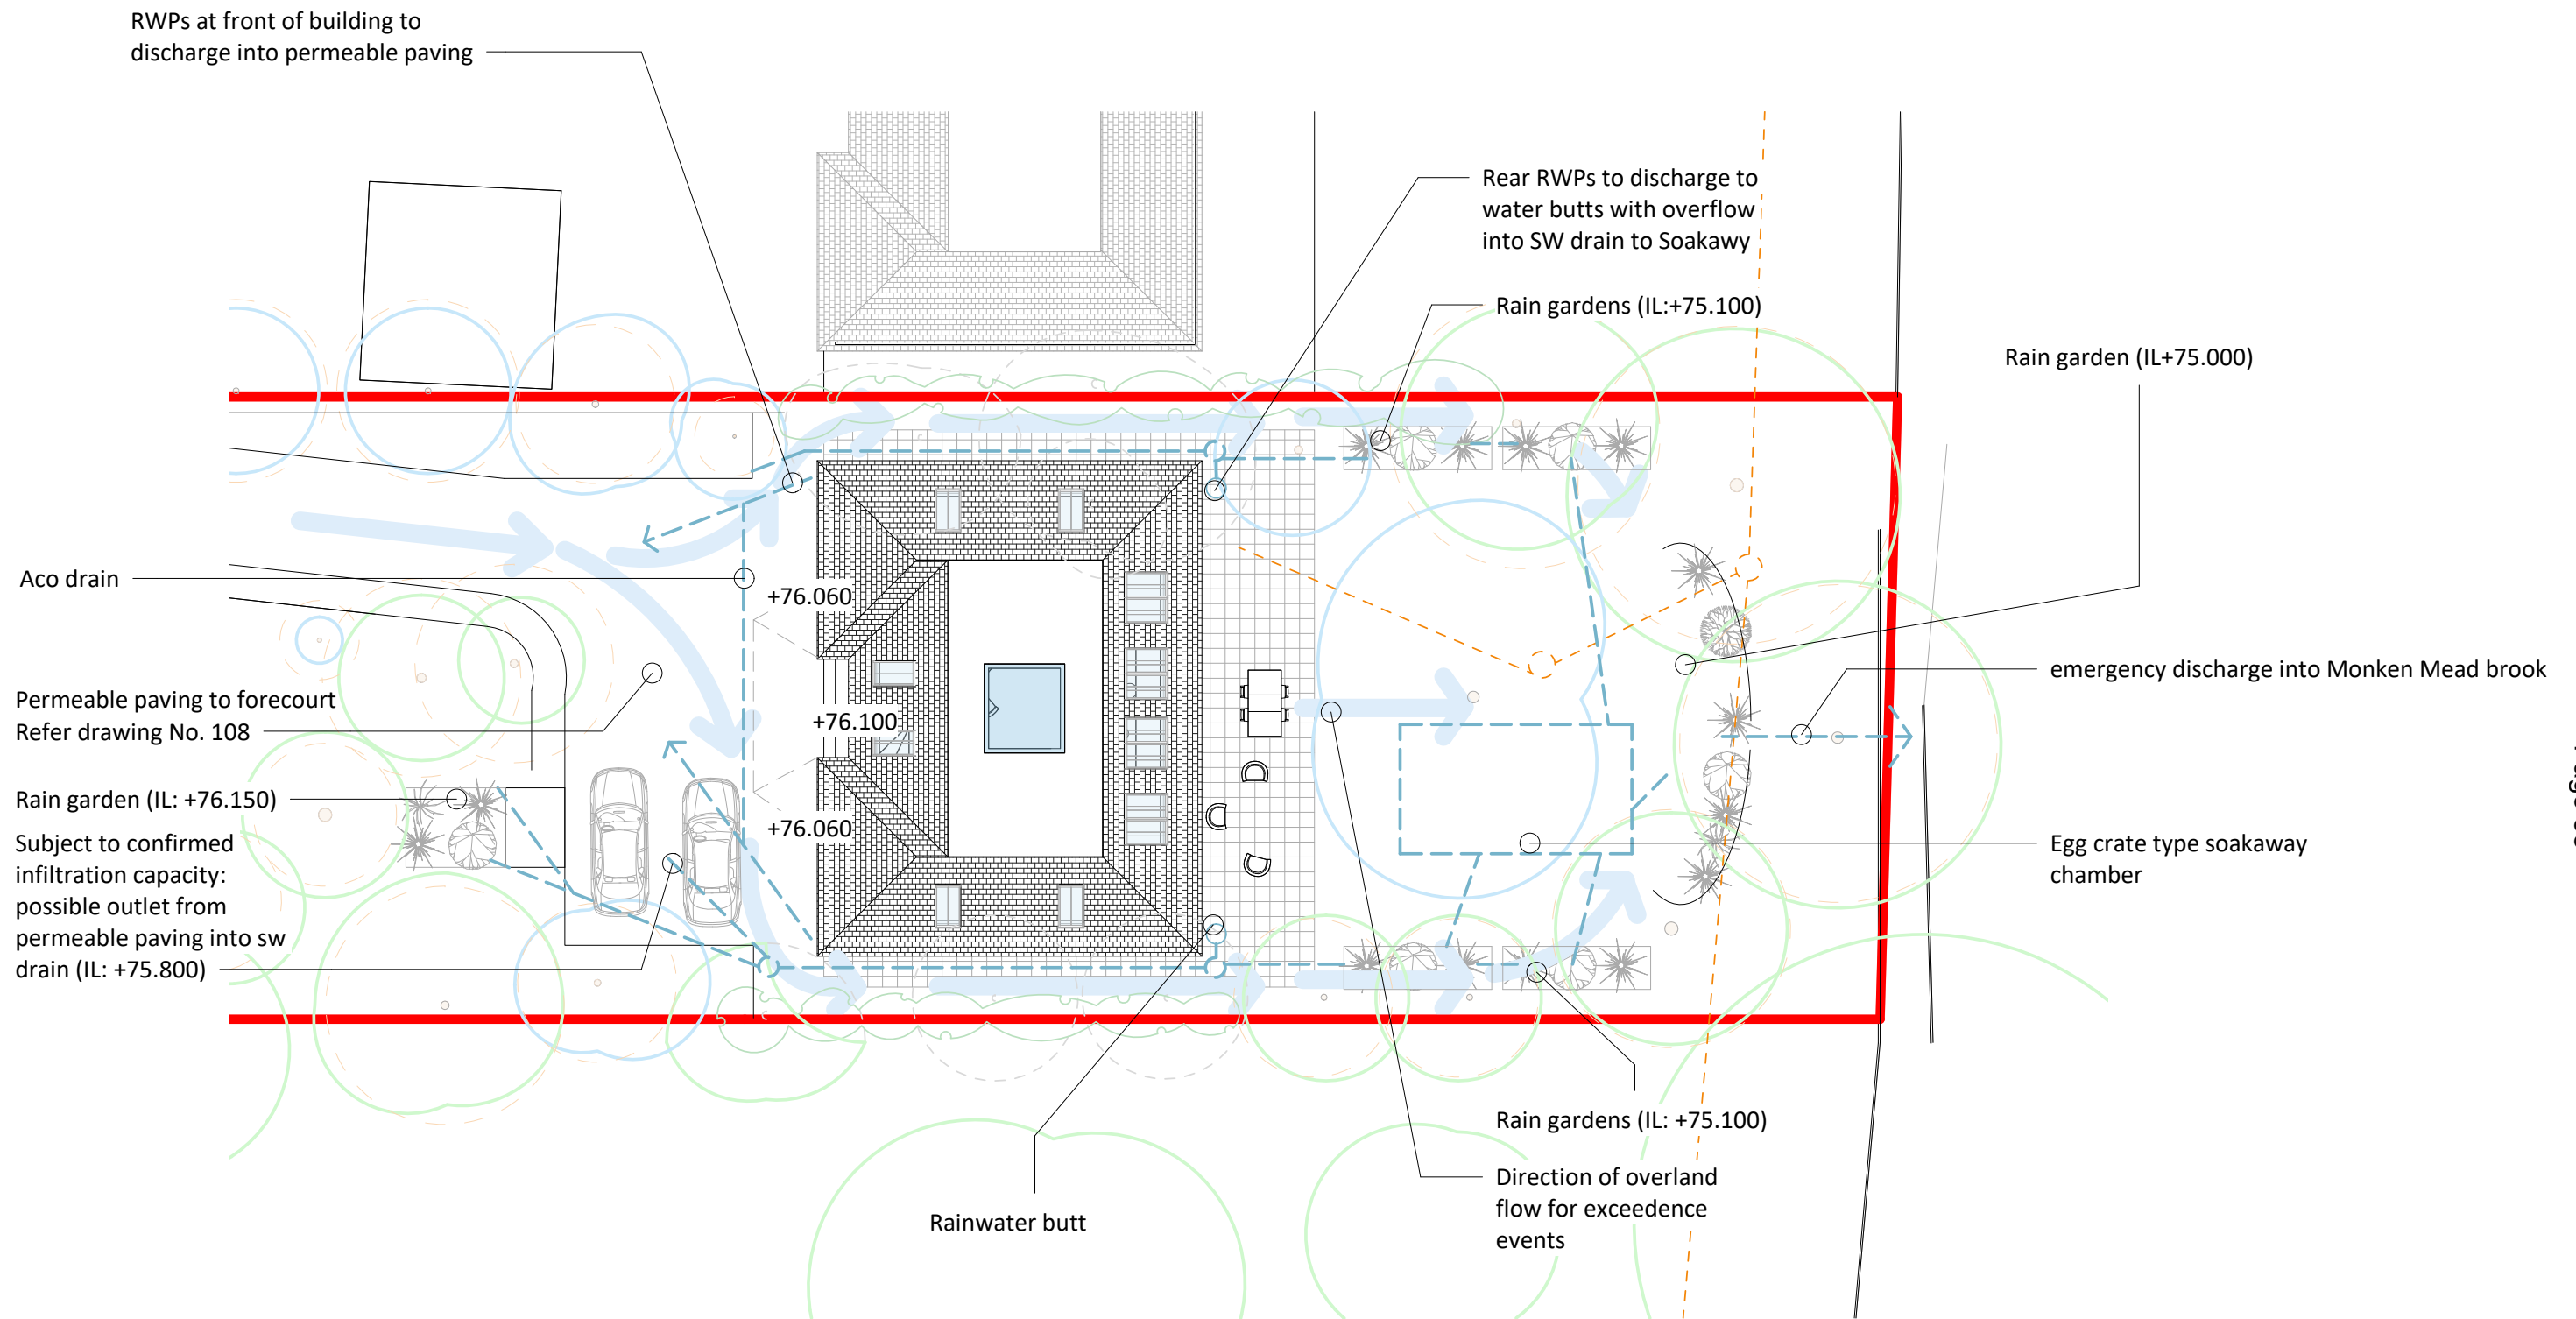 RWPs at front of building to
discharge into permeable paving
Rear RWPs to discharge to
water butts with overflow
into SW drain to Soakawy
Rain gardens (IL:+75.100)
Rain garden (IL+75.000)
Aco drain
+76.060
Permeable paving to forecourt
Refer drawing No. 108
+76.100
emergency discharge into Monken Mead brook
Rain garden (IL: +76.150)
+76.060
Subject to confirmed
infiltration capacity:
possible outlet from
permeable paving into sw
drain (IL: +75.800)
Egg crate type soakaway
chamber
Rain gardens (IL: +75.100)
Direction of overland
flow for exceedence
events
Rainwater butt